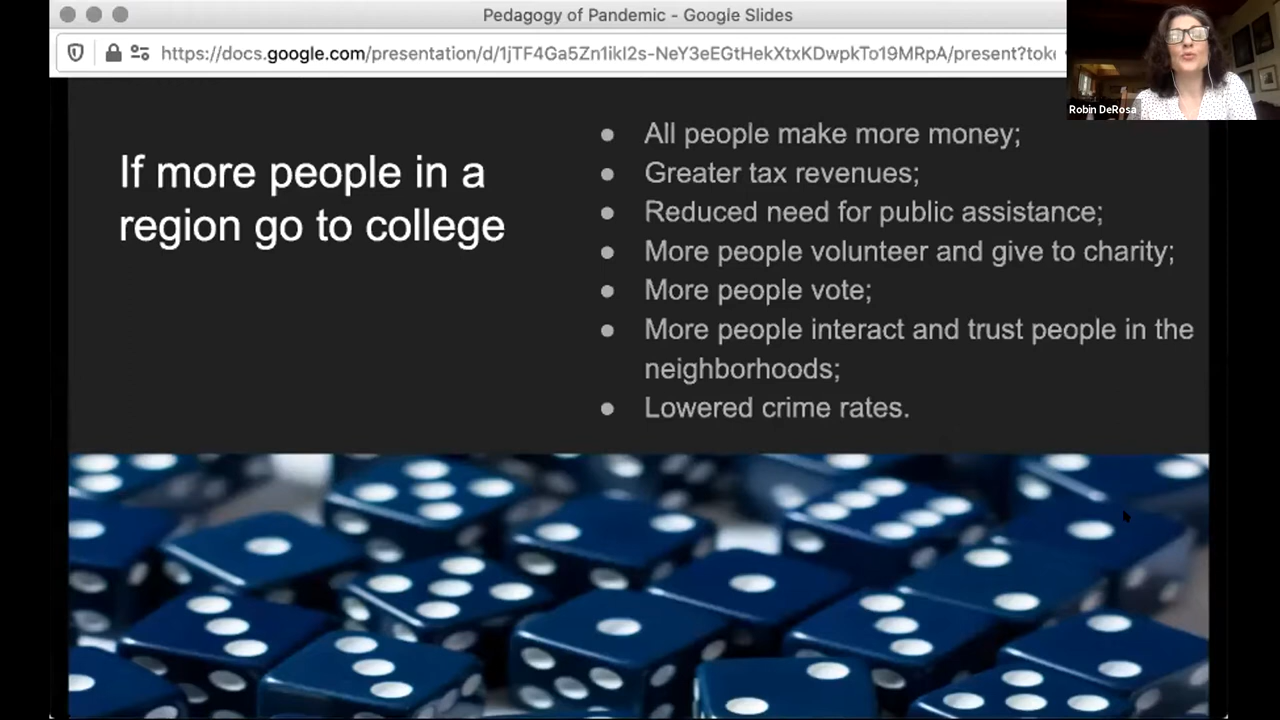 Pedagogy of Pandemic - Google Slides
https://docs.google.com/presentation/d/1jTF4Ga5Zn1ikl2s-NeY3eEGtHekXtxKDwpkTo19MRpA/present?toke
Robin DeRosa
If more people in a
region go to college
● All people make more money;
● Greater tax revenues;
● Reduced need for public assistance;
● More people volunteer and give to charity;
● More people vote;
● More people interact and trust people in the
neighborhoods;
● Lowered crime rates.